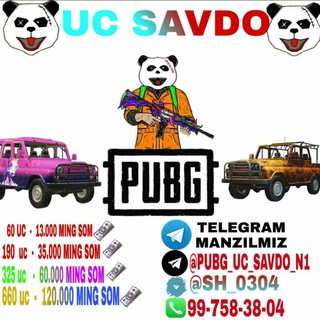 UC SAVDO
PUBG
60 UC - 13.000 MING SOM
190 uc - 35.000 MING SOM
325 uc - 60.000 MING SOM
660 uc - 120.000 MING SOM
TELEGRAM
MANZILMIZ
@PUBG_UC_SAVDO_N1
@SH_0304
99-758-38-04